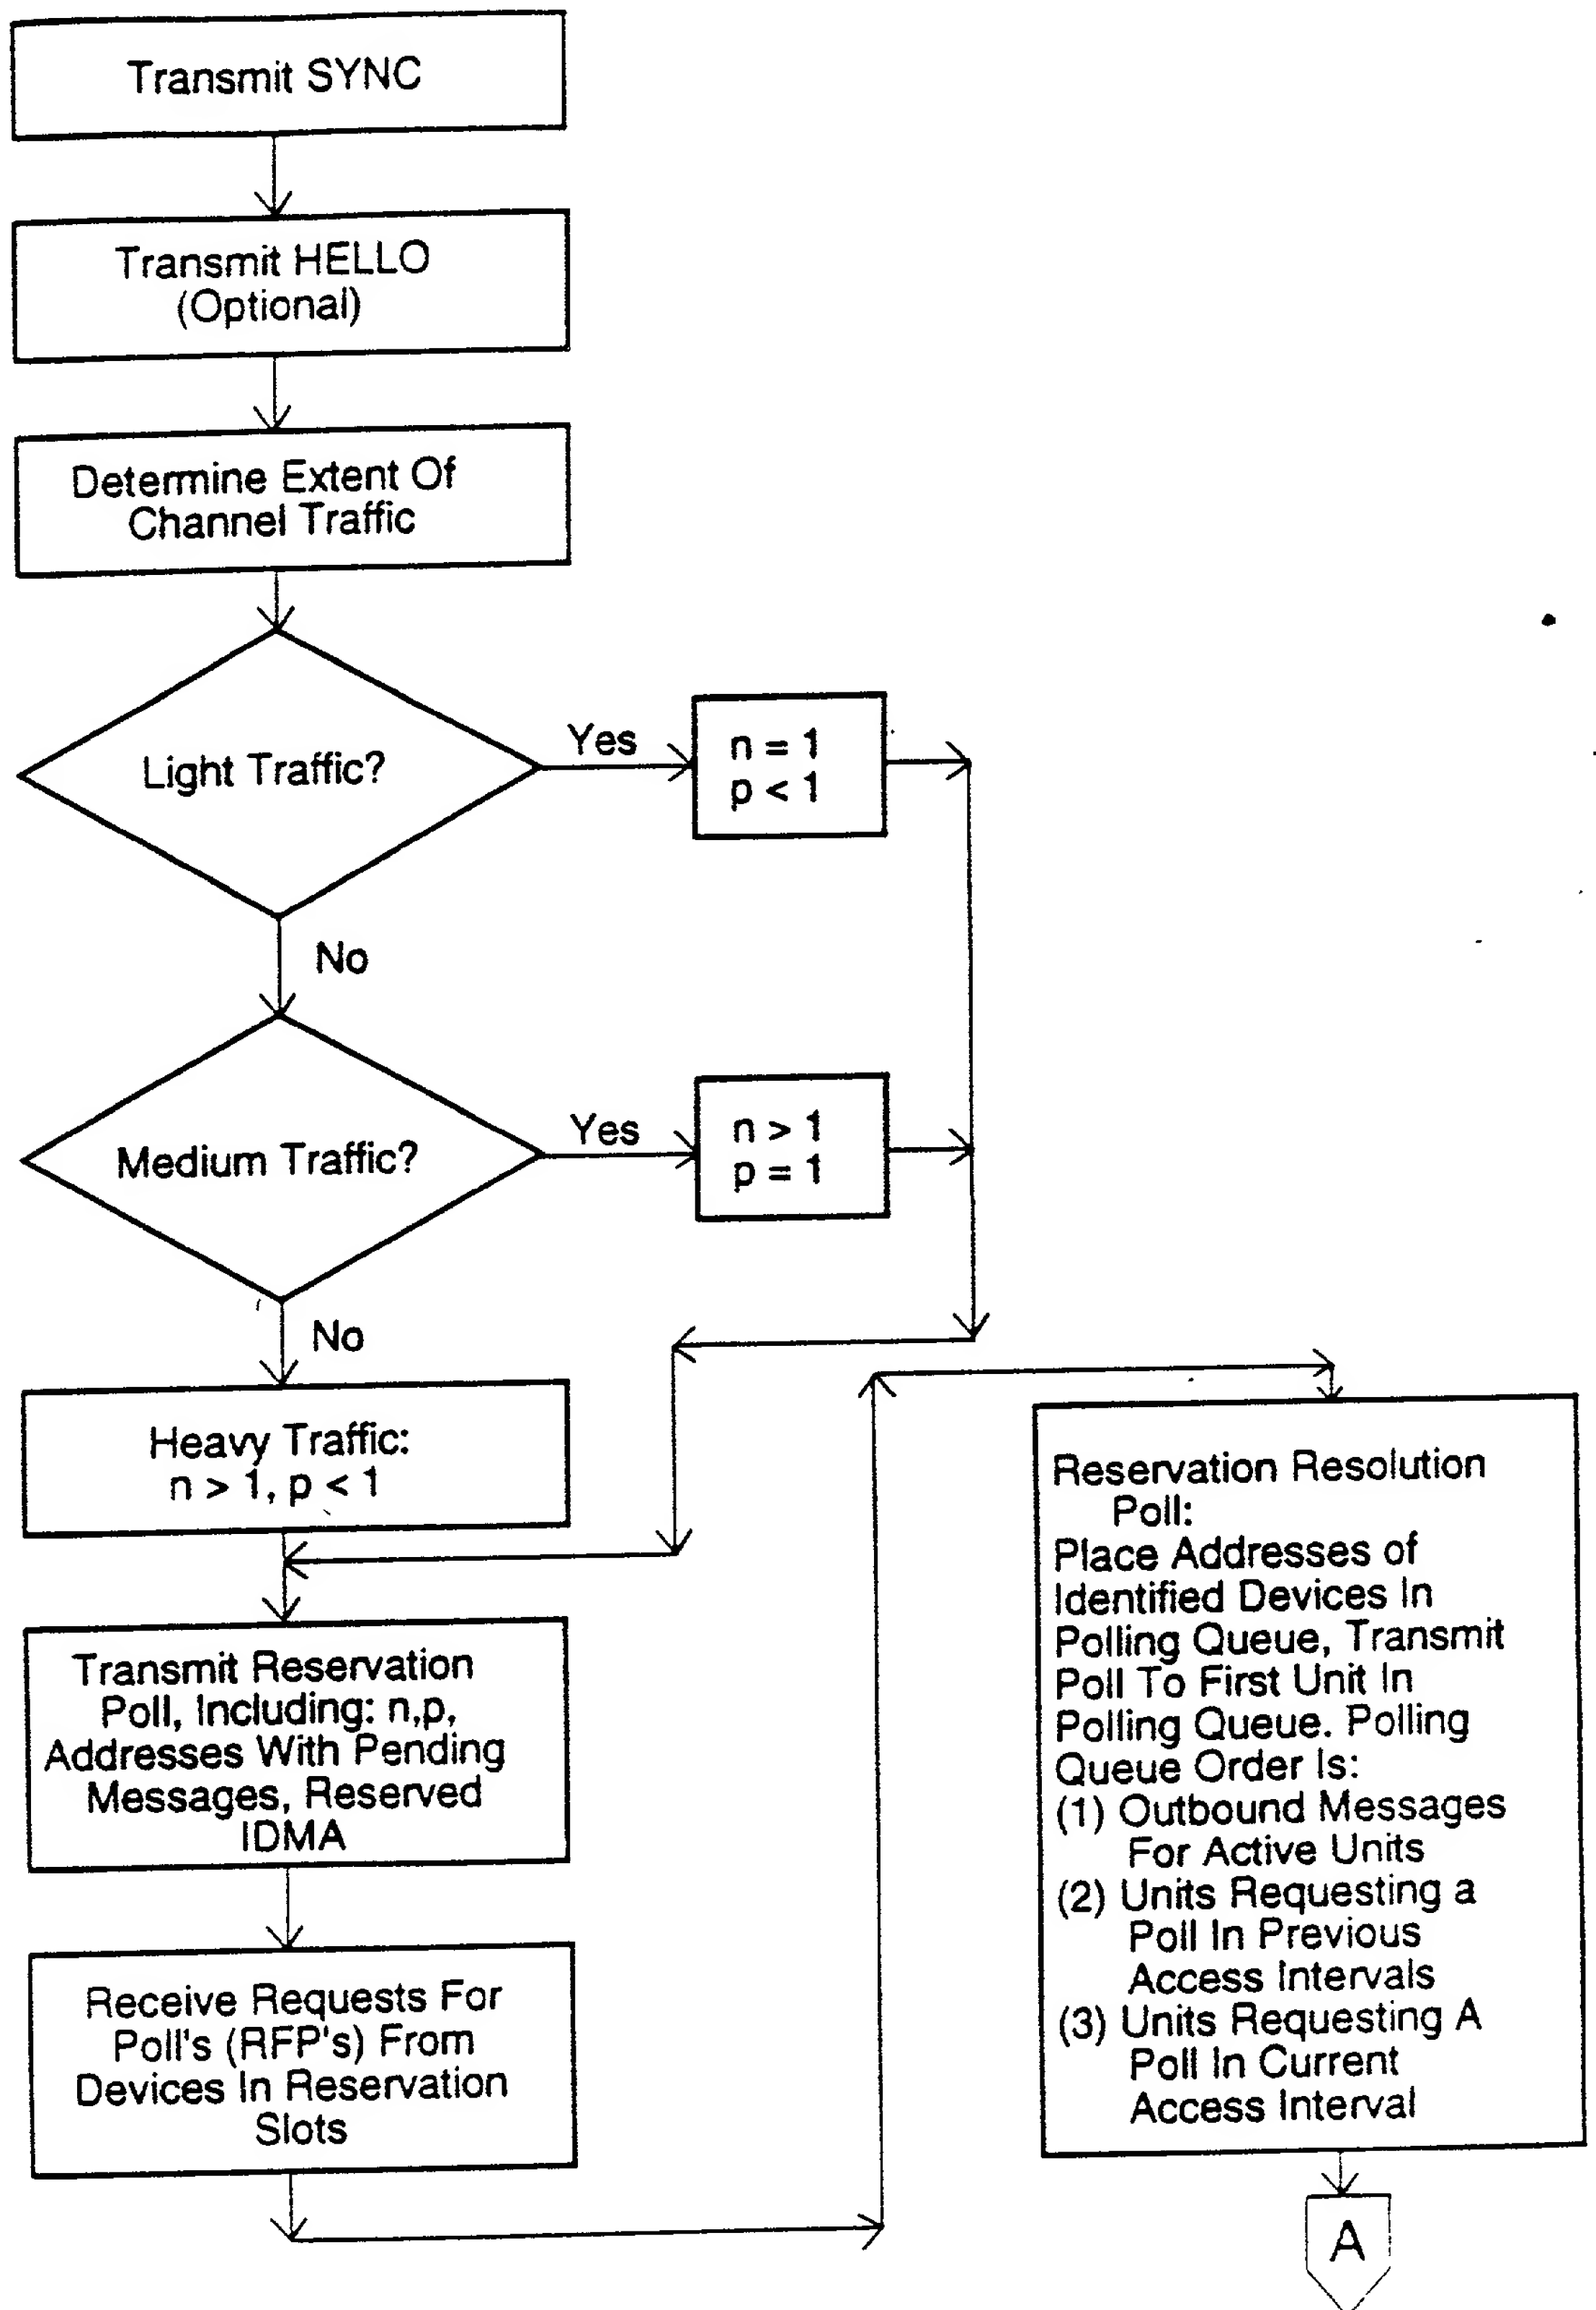 Transmit SYNC
Transmit HELLO
(Optional)
Determine Extent Of
Channel Traffic
Light Traffic?
Yes
n = 1
p < 1
No
Medium Traffic?
Yes
n > 1
p = 1
No
Heavy Traffic:
n > 1, p < 1
Transmit Reservation
Poll, Including: n,p,
Addresses With Pending
Messages, Reserved
IDMA
Receive Requests For
Poll's (RFP's) From
Devices In Reservation
Slots
Reservation Resolution
Poll:
Place Addresses of
Identified Devices In
Polling Queue, Transmit
Poll To First Unit In
Polling Queue. Polling
Queue Order Is:
(1) Outbound Messages
For Active Units
(2) Units Requesting a
Poll In Previous
Access Intervals
(3) Units Requesting A
Poll In Current
Access Interval
A